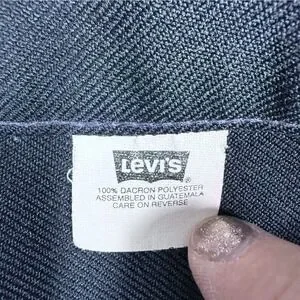 LEVI'S
®
100% DACRON POLYESTER
ASSEMBLED IN GUATEMALA
CARE ON REVERSE